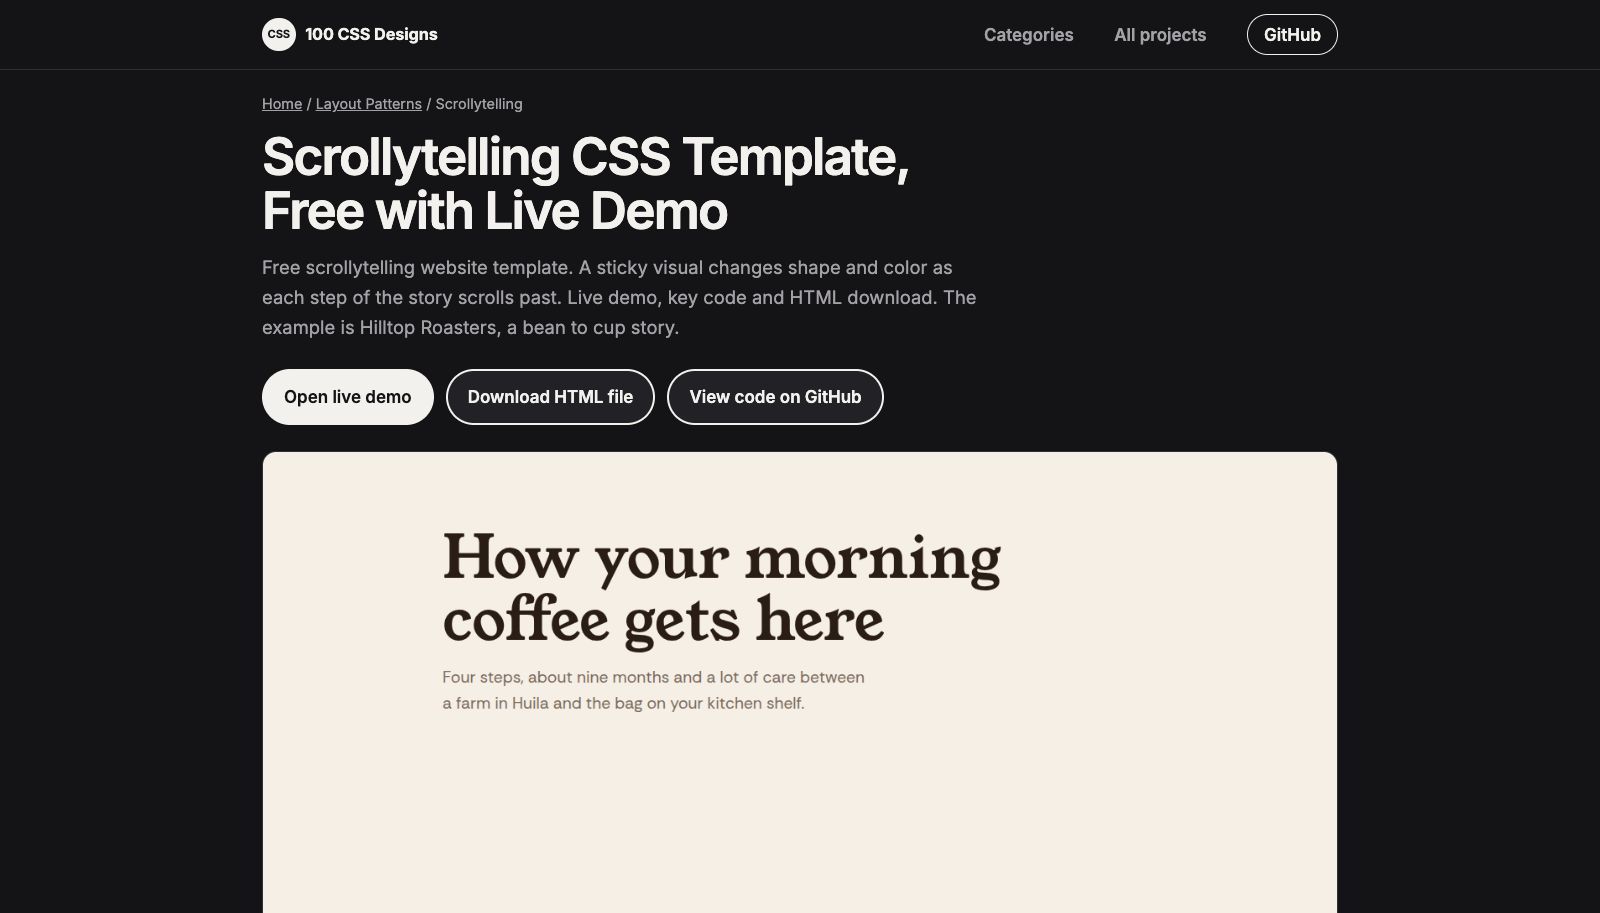 CSS 100 CSS Designs
Categories
All projects
GitHub
Home / Layout Patterns / Scrollytelling
Scrollytelling CSS Template,
Free with Live Demo
Free scrollytelling website template. A sticky visual changes shape and color as
each step of the story scrolls past. Live demo, key code and HTML download. The
example is Hilltop Roasters, a bean to cup story.
Open live demo
Download HTML file
View code on GitHub
How your morning
coffee gets here
Four steps, about nine months and a lot of care between
a farm in Huila and the bag on your kitchen shelf.